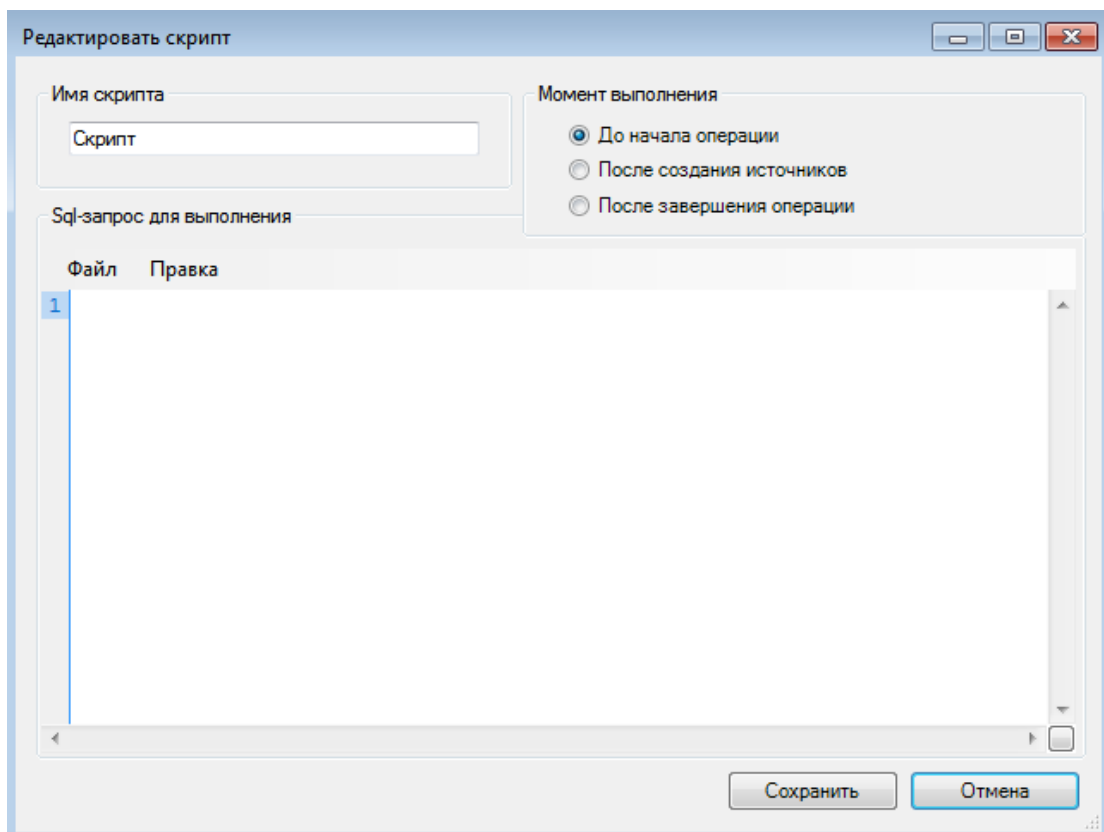 Редактировать скрипт
Имя скрипта
Скрипт
Момент выполнения
До начала операции
После создания источников
После завершения операции
Sql-запрос для выполнения
Файл Правка
1
Сохранить Отмена